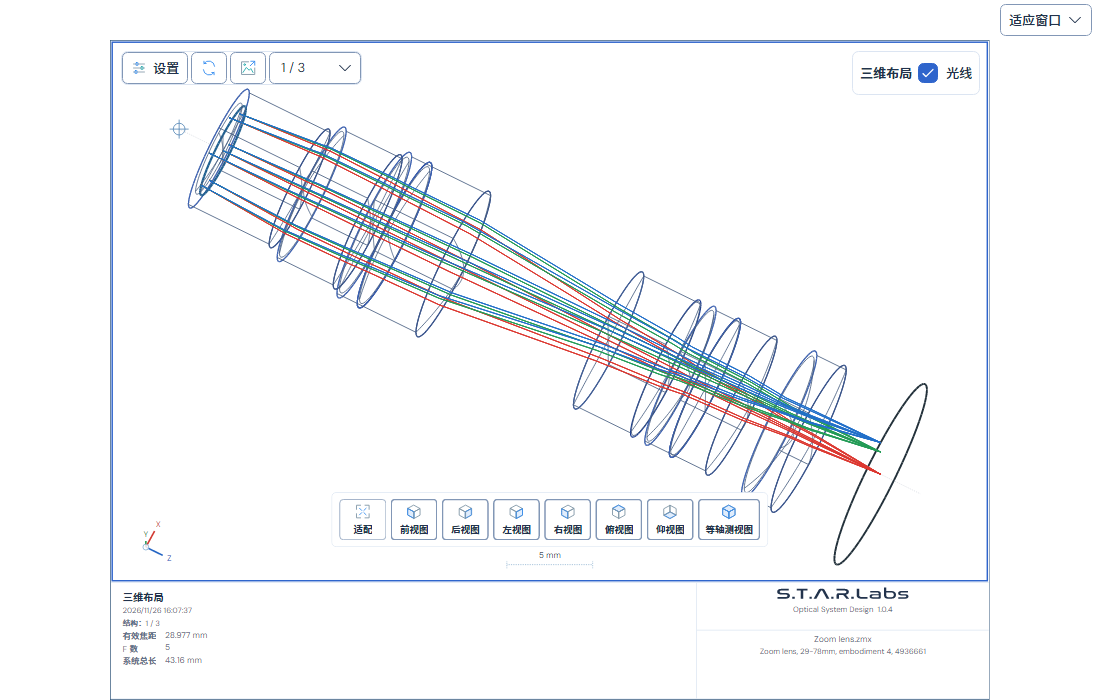 适应窗口
设置
1 / 3
三维布局
光线
X
Y
Z
适配
前视图
后视图
左视图
右视图
俯视图
仰视图
等轴测视图
5 mm
三维布局
2026/11/26 16:07:37
结构: 1 / 3
有效焦距 28.977 mm
F 数 5
系统总长 43.16 mm
S.T.A.R.Labs
Optical System Design 1.0.4
Zoom lens.zmx
Zoom lens, 29-78mm, embodiment 4, 4936661